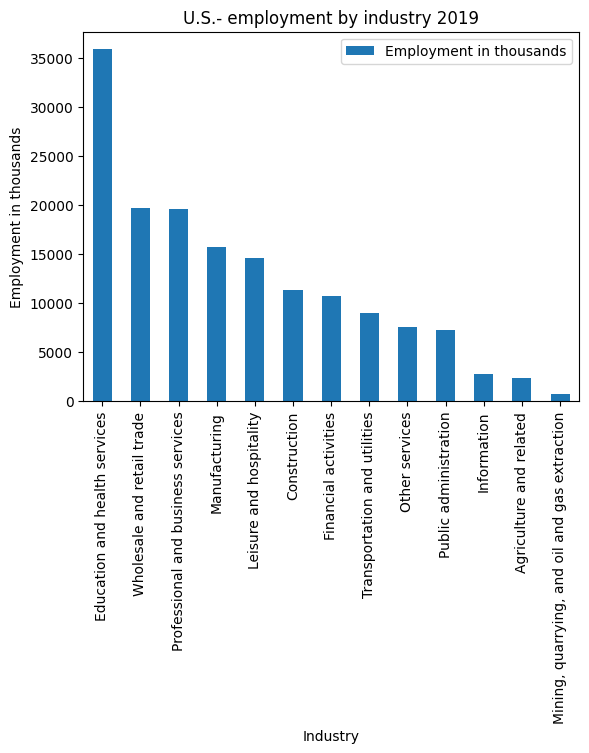 U.S.- employment by industry 2019
Employment in thousands
Employment in thousands
35000
30000
25000
20000
15000
10000
5000
0
Education and health services
Wholesale and retail trade
Professional and business services
Manufacturing
Leisure and hospitality
Construction
Financial activities
Transportation and utilities
Other services
Public administration
Information
Agriculture and related
Mining, quarrying, and oil and gas extraction
Industry